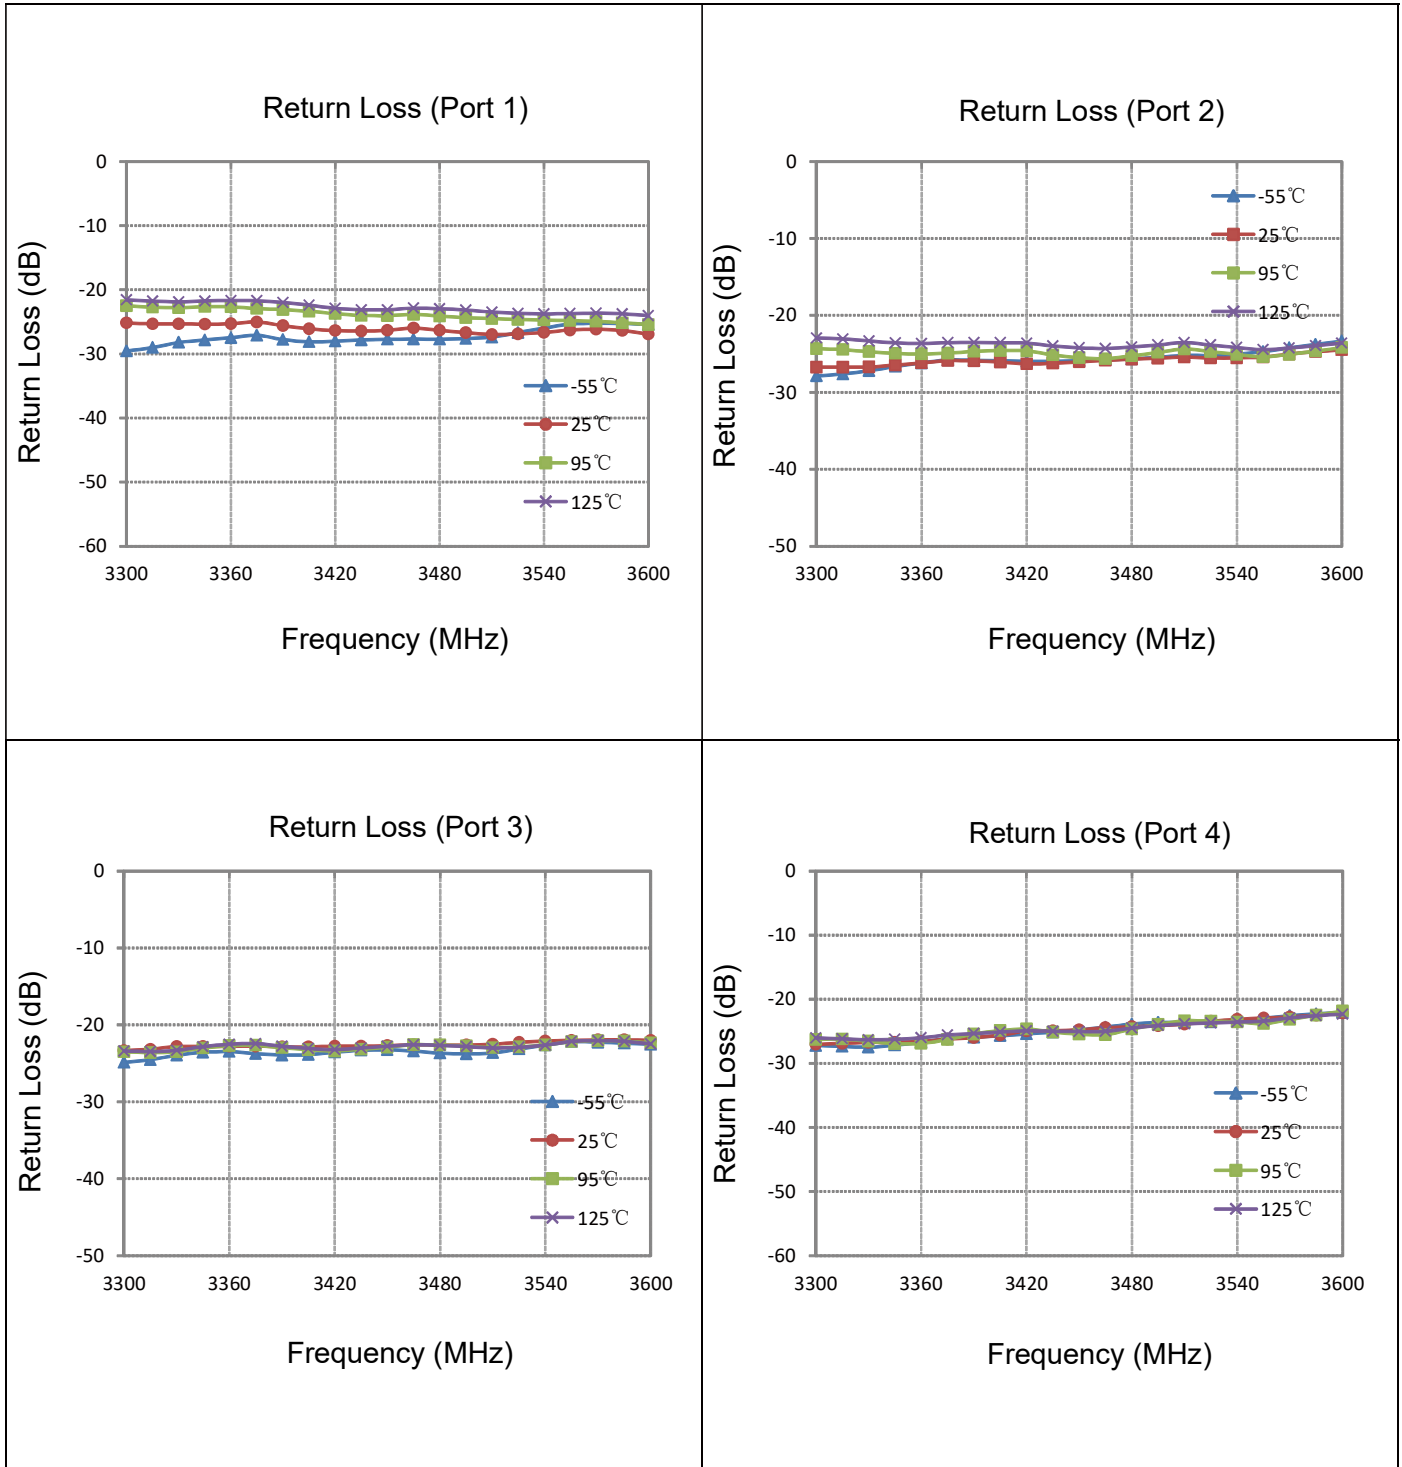 Return Loss (Port 1)
Return Loss (dB)
0
-10
-20
-30
-40
-50
-60
-55℃
25℃
95℃
125℃
3300 3360 3420 3480 3540 3600
Frequency (MHz)
Return Loss (Port 2)
Return Loss (dB)
0
-10
-20
-30
-40
-50
-55℃
25℃
95℃
125℃
3300 3360 3420 3480 3540 3600
Frequency (MHz)
Return Loss (Port 3)
Return Loss (dB)
0
-10
-20
-30
-40
-50
-55℃
25℃
95℃
125℃
3300 3360 3420 3480 3540 3600
Frequency (MHz)
Return Loss (Port 4)
Return Loss (dB)
0
-10
-20
-30
-40
-50
-60
-55℃
25℃
95℃
125℃
3300 3360 3420 3480 3540 3600
Frequency (MHz)